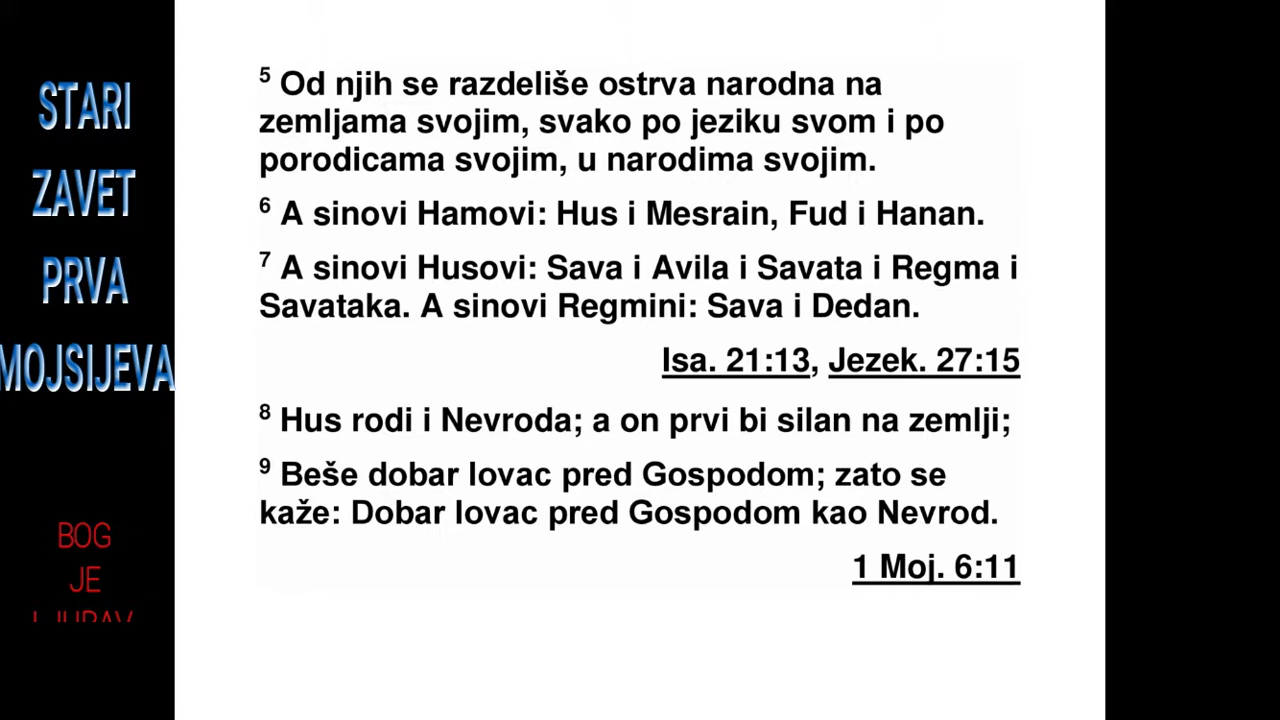 STARI
ZAVET
PRVA
MOJSIJEVA
BOG
JE
LJUBAV
5 Od njih se razdeliše ostrva narodna na
zemljama svojim, svako po jeziku svom i po
porodicama svojim, u narodima svojim.
6 A sinovi Hamovi: Hus i Mesrain, Fud i Hanan.
7 A sinovi Husovi: Sava i Avila i Savata i Regma i
Savataka. A sinovi Regmini: Sava i Dedan.
Isa. 21:13, Jezek. 27:15
8 Hus rodi i Nevroda; a on prvi bi silan na zemlji;
9 Beše dobar lovac pred Gospodom; zato se
kaže: Dobar lovac pred Gospodom kao Nevrod.
1 Moj. 6:11